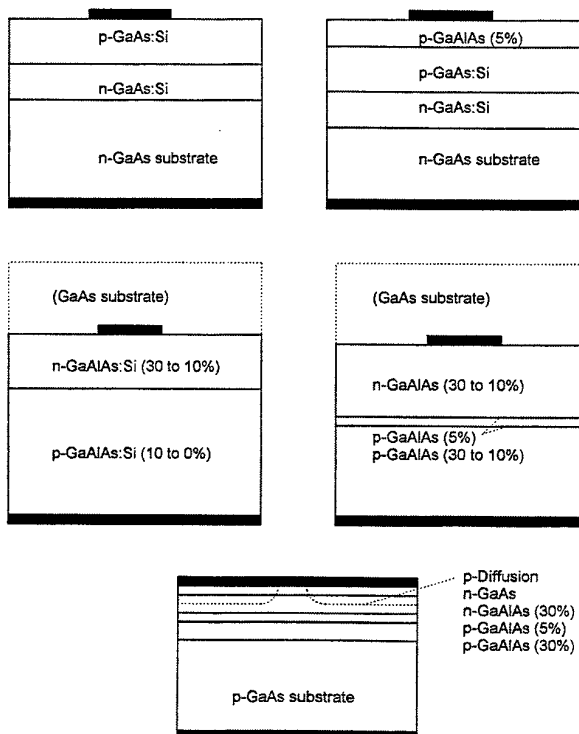 p-GaAs:Si
n-GaAs:Si
n-GaAs substrate
p-GaAlAs (5%)
p-GaAs:Si
n-GaAs:Si
n-GaAs substrate
(GaAs substrate)
n-GaAlAs:Si (30 to 10%)
p-GaAlAs:Si (10 to 0%)
(GaAs substrate)
n-GaAlAs (30 to 10%)
p-GaAlAs (5%)
p-GaAlAs (30 to 10%)
p-Diffusion
n-GaAs
n-GaAlAs (30%)
p-GaAlAs (5%)
p-GaAlAs (30%)
p-GaAs substrate